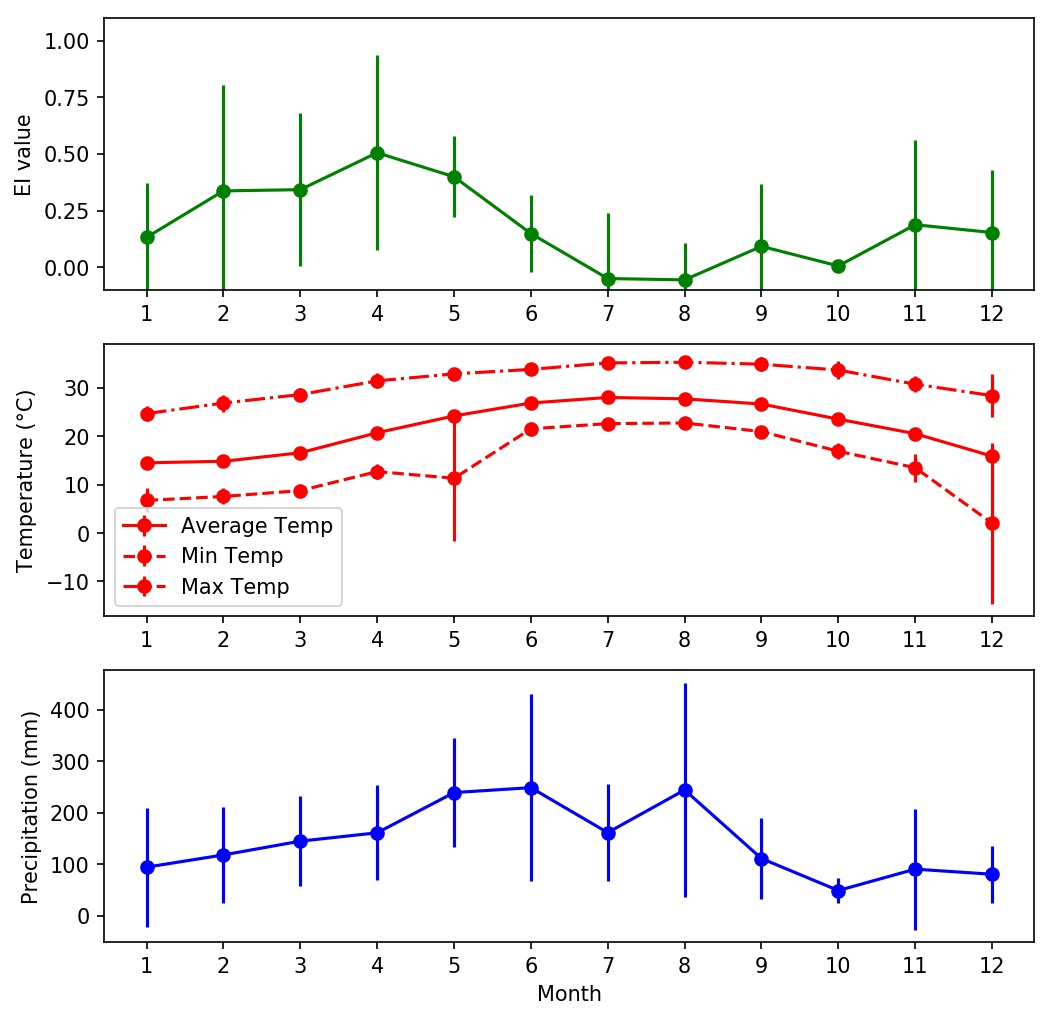 EI value
1.00
0.75
0.50
0.25
0.00
1 2 3 4 5 6 7 8 9 10 11 12
Temperature (°C)
30
20
10
0
−10
Average Temp
Min Temp
Max Temp
1 2 3 4 5 6 7 8 9 10 11 12
Precipitation (mm)
400
300
200
100
0
1 2 3 4 5 6 7 8 9 10 11 12
Month